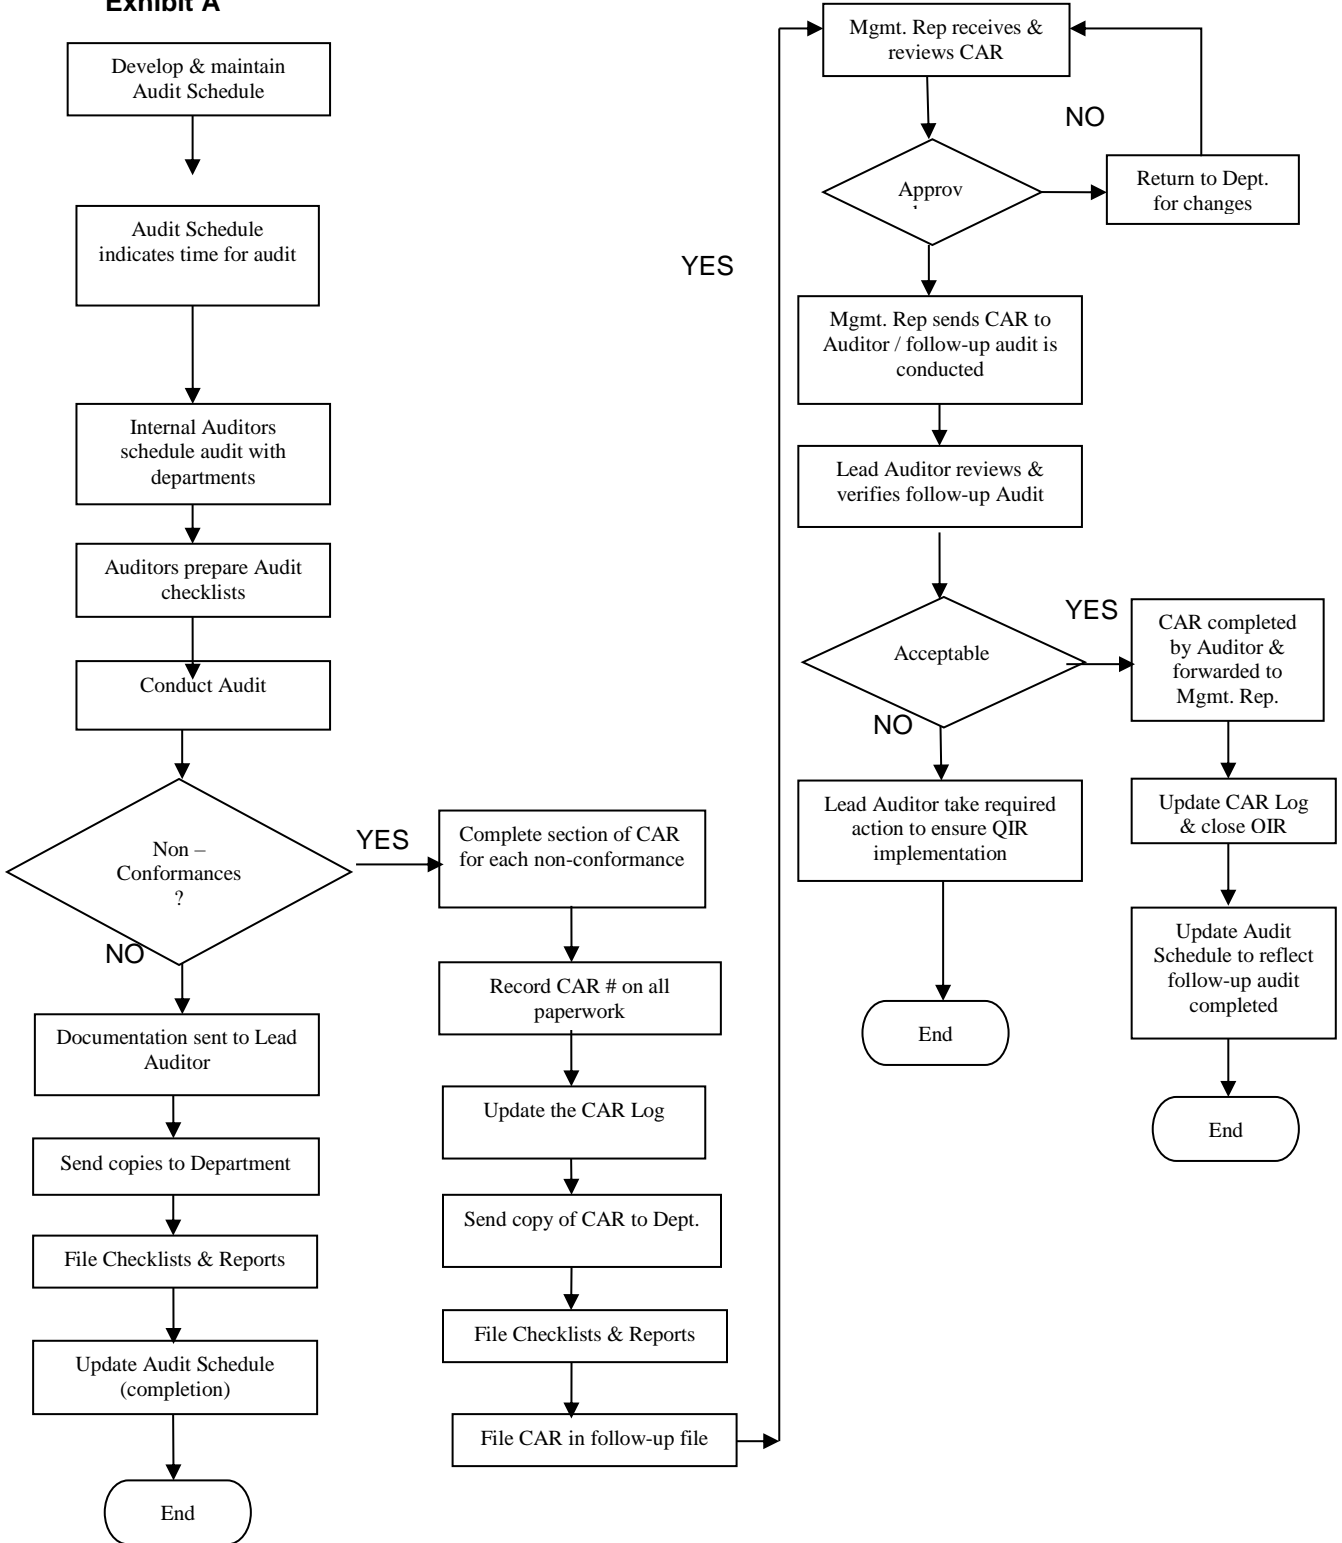 Exhibit A
Develop & maintain
Audit Schedule
Audit Schedule
indicates time for audit
Internal Auditors
schedule audit with
departments
Auditors prepare Audit
checklists
Conduct Audit
Non –
Conformances
?
YES
NO
Documentation sent to Lead
Auditor
Send copies to Department
File Checklists & Reports
Update Audit Schedule
(completion)
End
Complete section of CAR
for each non-conformance
Record CAR # on all
paperwork
Update the CAR Log
Send copy of CAR to Dept.
File Checklists & Reports
File CAR in follow-up file
YES
Mgmt. Rep receives &
reviews CAR
NO
Approv
Return to Dept.
for changes
Mgmt. Rep sends CAR to
Auditor / follow-up audit is
conducted
Lead Auditor reviews &
verifies follow-up Audit
Acceptable
YES
NO
Lead Auditor take required
action to ensure QIR
implementation
End
CAR completed
by Auditor &
forwarded to
Mgmt. Rep.
Update CAR Log
& close OIR
Update Audit
Schedule to reflect
follow-up audit
completed
End